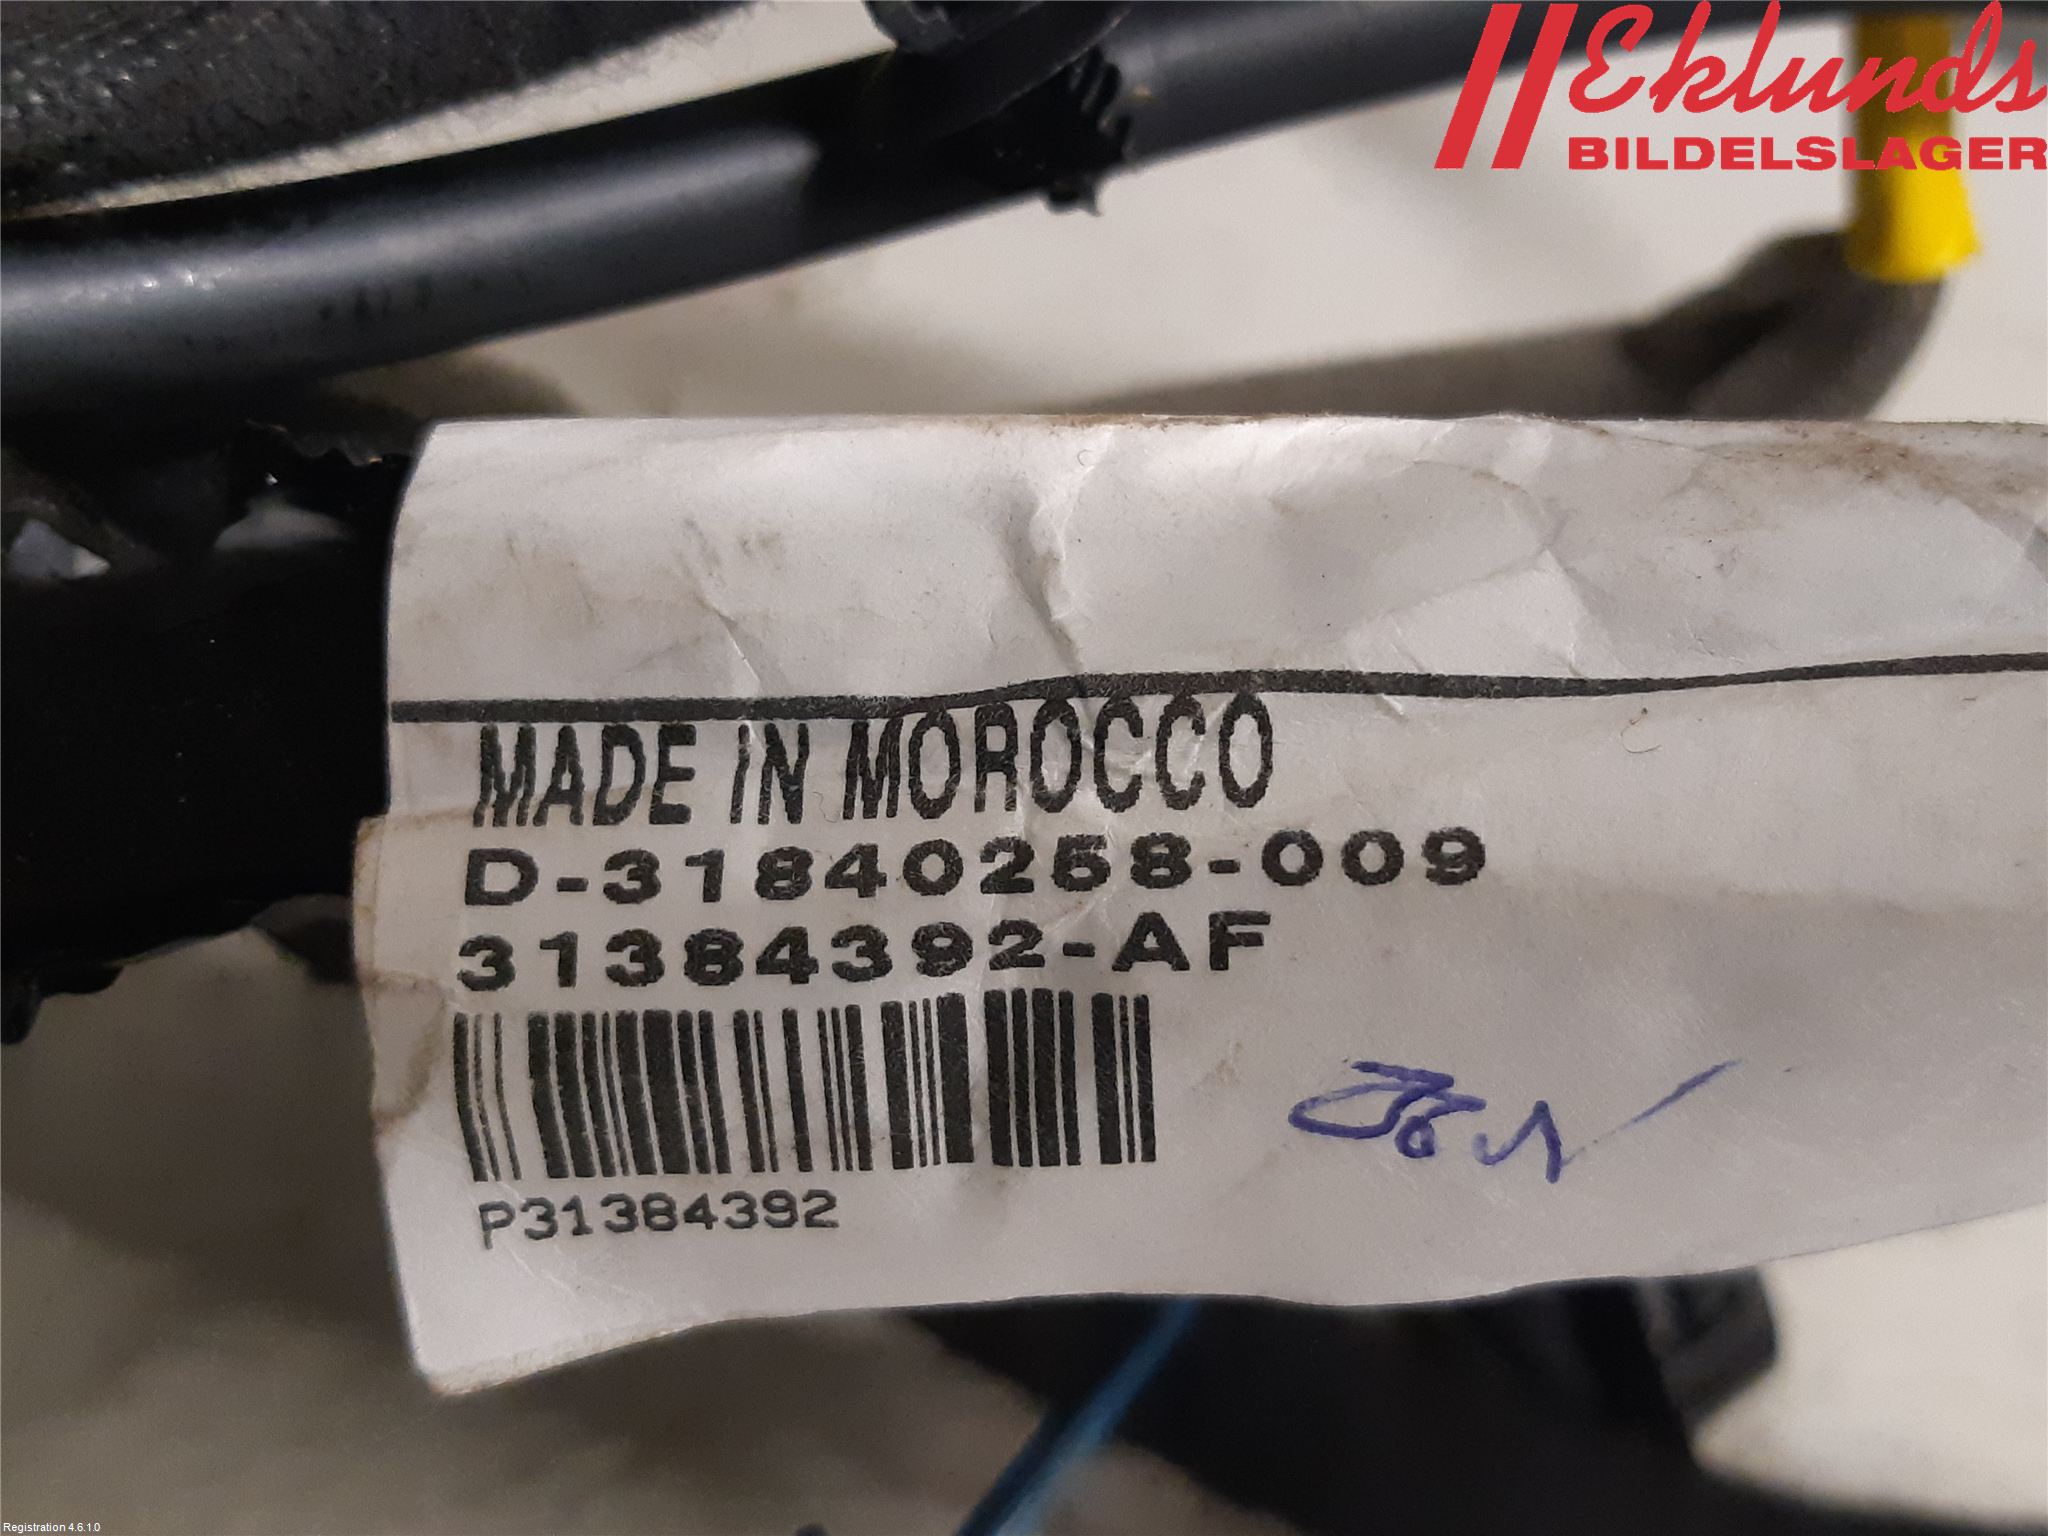 Eklunds
BILDELSLAGER
MADE IN MOROCCO
D-31840258-009
31384392-AF
P31384392
Registration 4.6.1.0